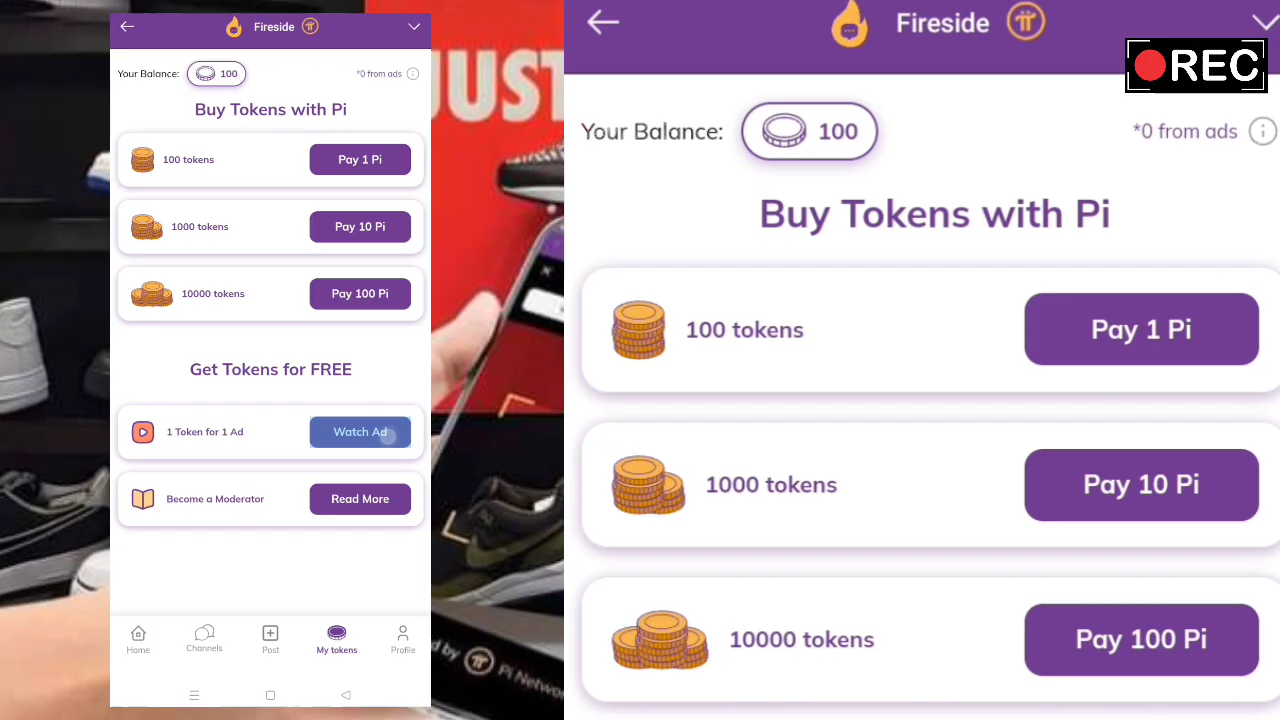 Fireside
Your Balance: 100
*0 from ads
Buy Tokens with Pi
100 tokens
Pay 1 Pi
1000 tokens
Pay 10 Pi
10000 tokens
Pay 100 Pi
Get Tokens for FREE
1 Token for 1 Ad
Watch Ad
Become a Moderator
Read More
Home
Channels
Post
My tokens
Profile
JUST
by
Pi Network
Fireside
REC
Your Balance: 100
*0 from ads
Buy Tokens with Pi
100 tokens
Pay 1 Pi
1000 tokens
Pay 10 Pi
10000 tokens
Pay 100 Pi